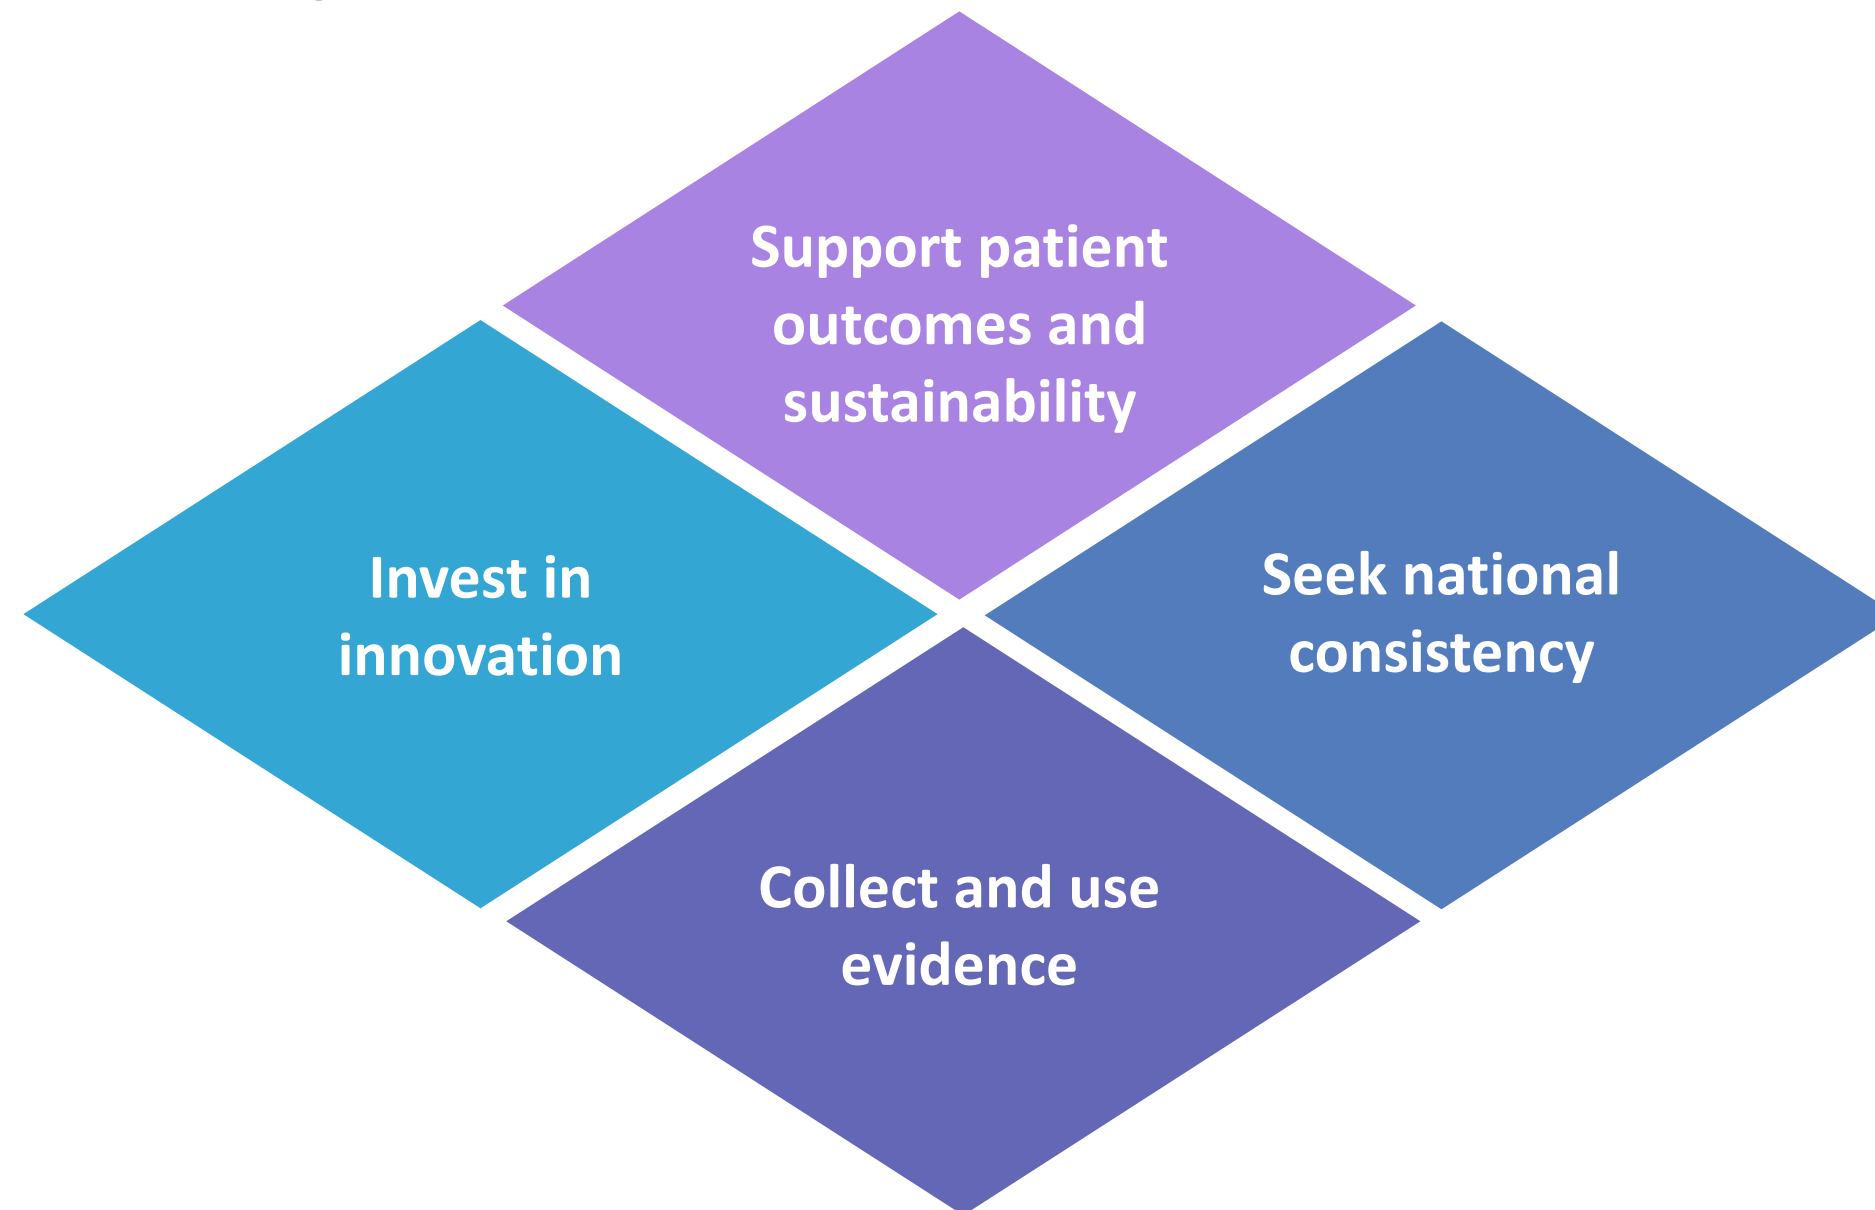 Support patient
outcomes and
sustainability
Invest in
innovation
Seek national
consistency
Collect and use
evidence